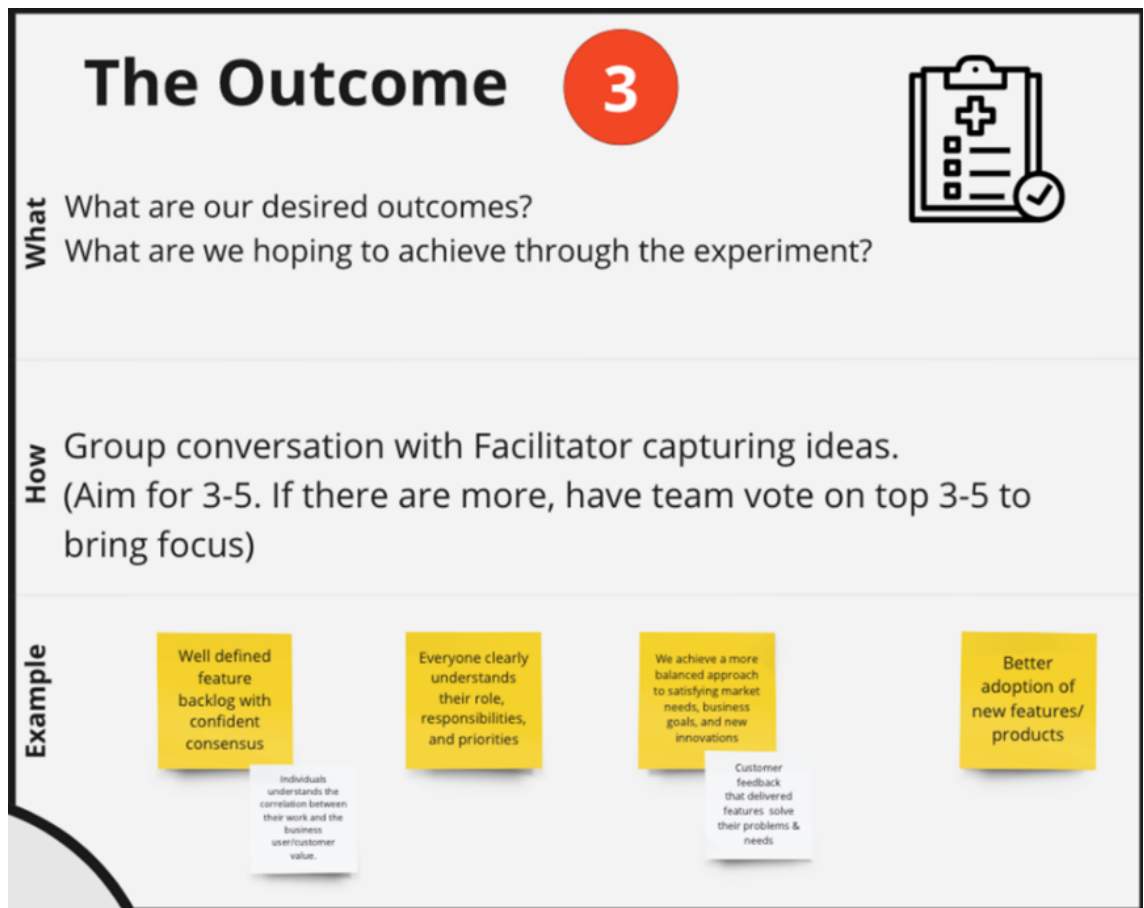 The Outcome
3
What
What are our desired outcomes?
What are we hoping to achieve through the experiment?
How
Group conversation with Facilitator capturing ideas.
(Aim for 3-5. If there are more, have team vote on top 3-5 to
bring focus)
Example
Well defined
feature
backlog with
confident
consensus
Individuals
understands the
correlation between
their work and the
business
user/customer
value.
Everyone clearly
understands
their role,
responsibilities,
and priorities
We achieve a more
balanced approach
to satisfying market
needs, business
goals, and new
innovations
Customer
feedback
that delivered
features solve
their problems &
needs
Better
adoption of
new features/
products